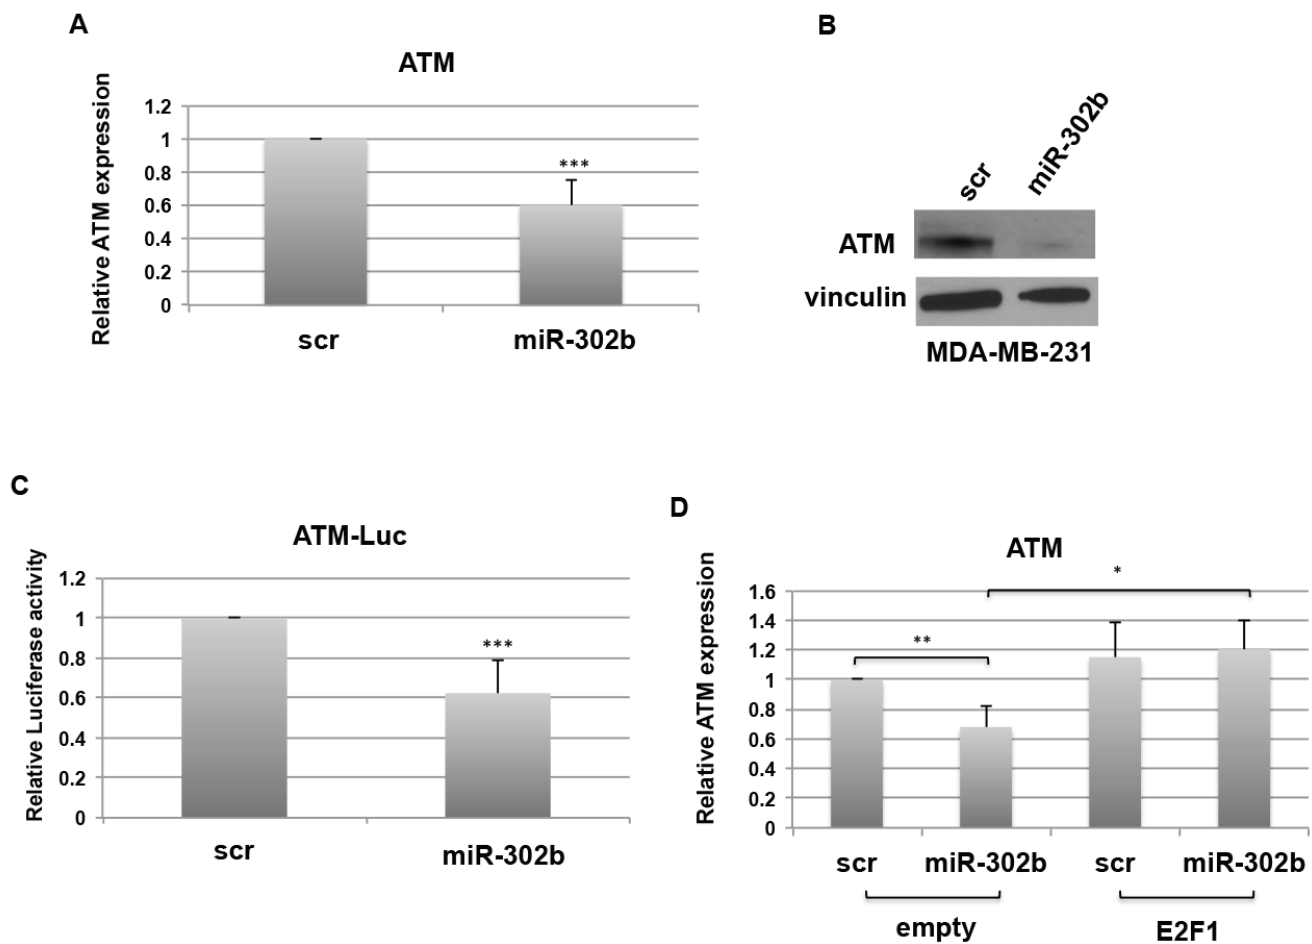 A
ATM
Relative ATM expression
1.2
1
0.8
0.6
0.4
0.2
0
***
scr
miR-302b
B
scr
miR-302b
ATM
vinculin
MDA-MB-231
C
ATM-Luc
Relative Luciferase activity
1.2
1
0.8
0.6
0.4
0.2
0
***
scr
miR-302b
D
ATM
Relative ATM expression
1.6
1.4
1.2
1
0.8
0.6
0.4
0.2
0
**
*
scr miR-302b scr miR-302b
empty E2F1